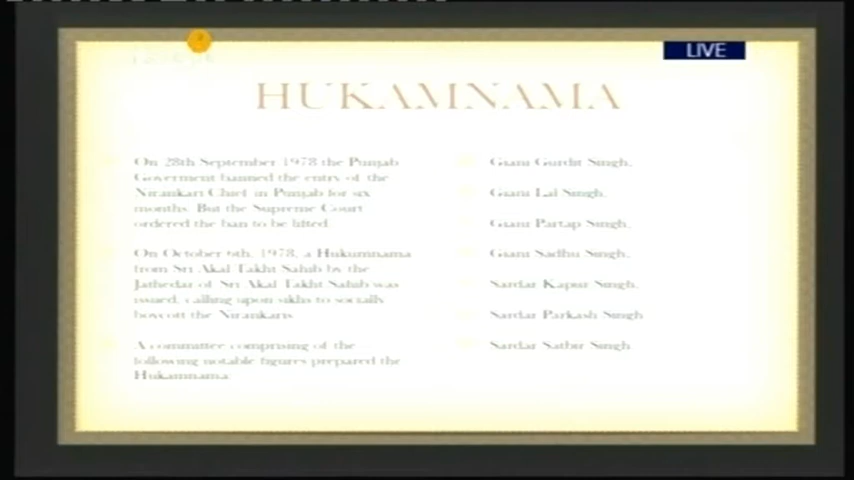 LIVE
HUKAMNAMA
On 28th September 1978 the Punjab
Goverment banned the entry of the
Nirankari Chief in Punjab for six
months. But the Supreme Court
ordered the ban to be lifted.
On October 6th, 1978, a Hukumnama
from Sri Akal Takht Sahib by the
Jathedar of Sri Akal Takht Sahib was
issued, calling upon sikhs to socially
boycott the Nirankaris.
A committee comprising of the
following notable figures prepared the
Hukamnama.
Giani Gurdit Singh,
Giani Lal Singh,
Giani Partap Singh,
Giani Sadhu Singh,
Sardar Kapur Singh,
Sardar Parkash Singh
Sardar Satbir Singh